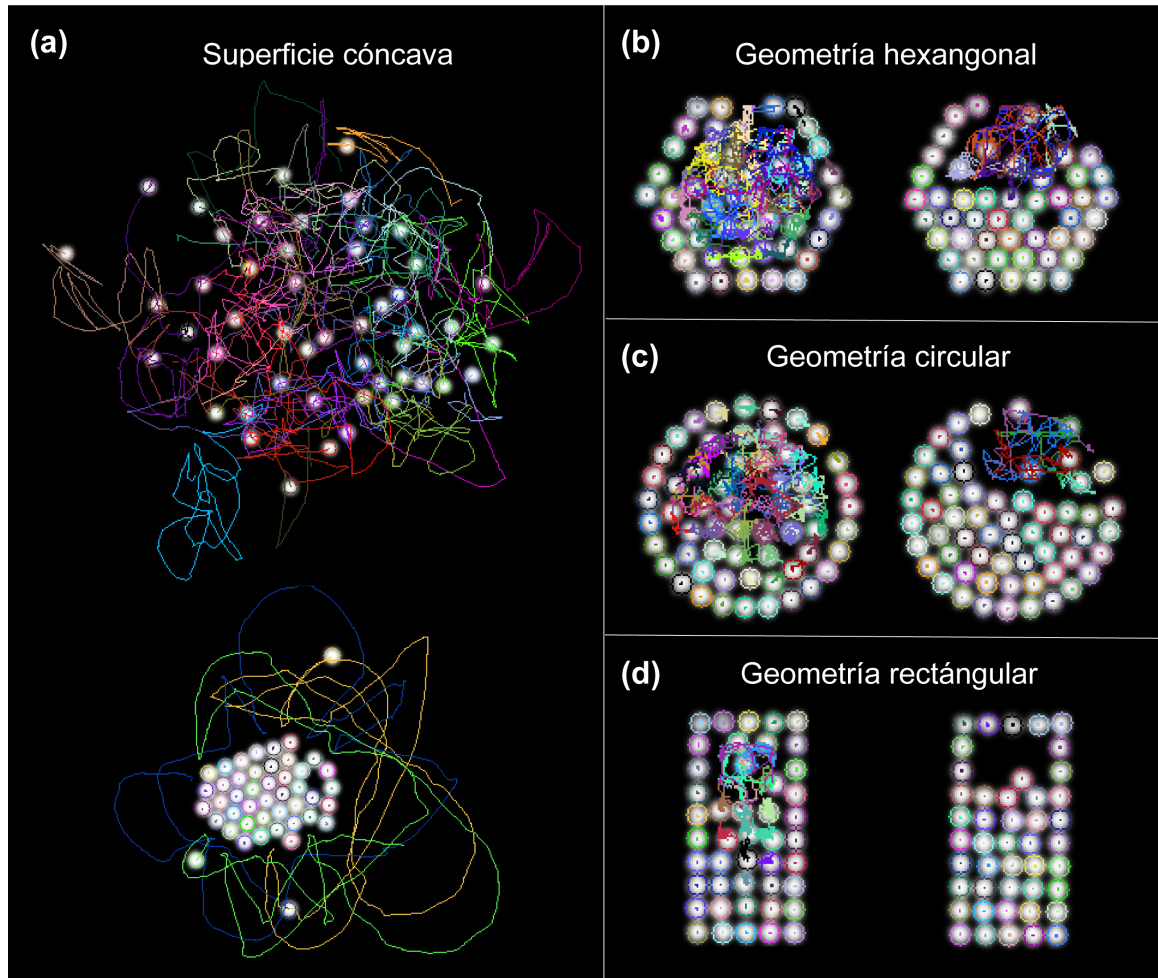 (a)
Superficie cóncava
(b)
Geometría hexangonal
(c)
Geometría circular
(d)
Geometría rectángular